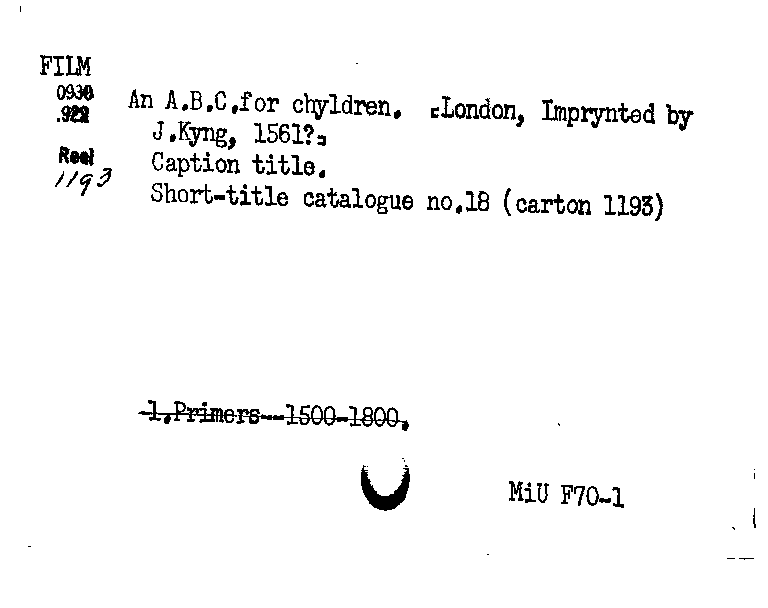 FILM
0930
.922
Reel
1193
An A.B.C.for chyldren. [London, Imprynted by
J.Kyng, 1561?]
Caption title.
Short-title catalogue no.18 (carton 1193)
1.Primers--1500-1800.
MiU F70-1